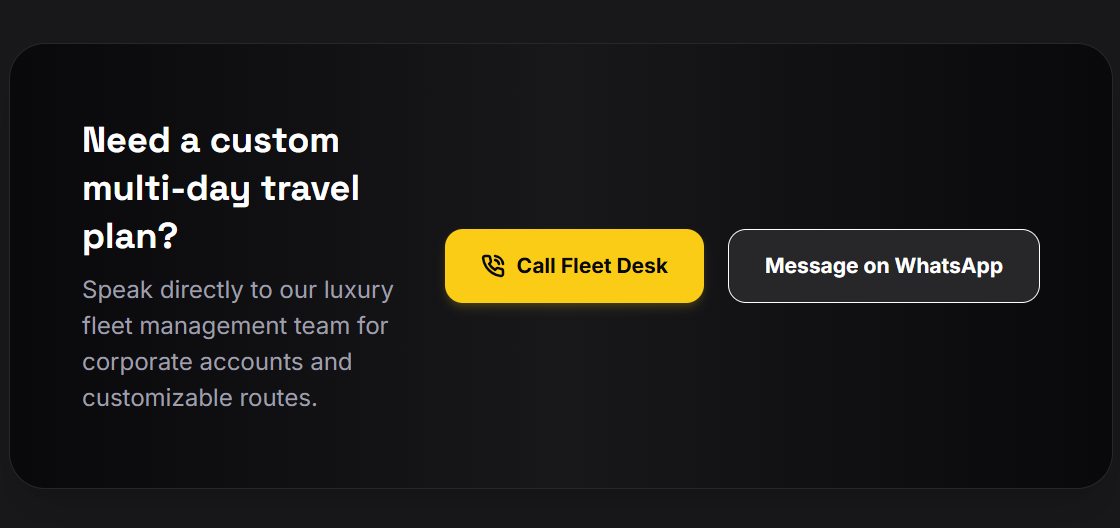 Need a custom
multi-day travel
plan?
Speak directly to our luxury
fleet management team for
corporate accounts and
customizable routes.
Call Fleet Desk
Message on WhatsApp